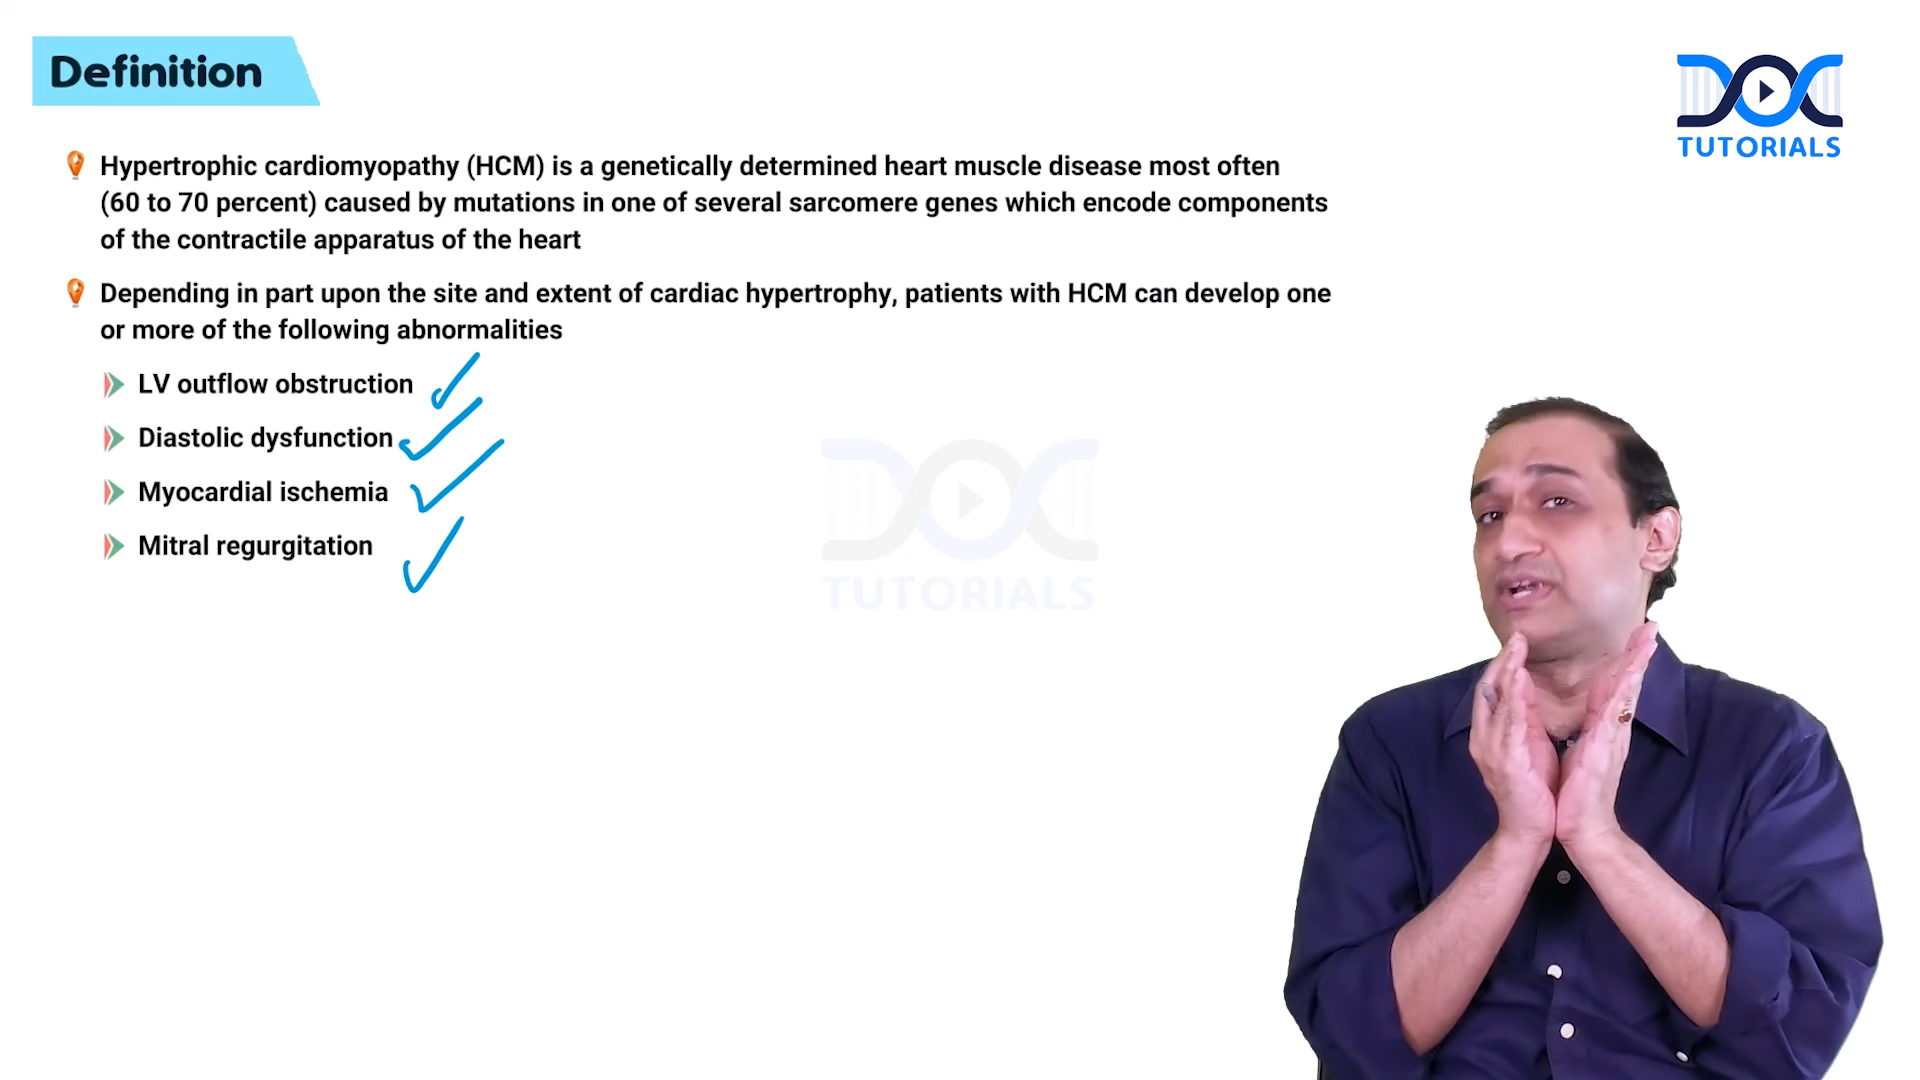 Definition
DOC
TUTORIALS
Hypertrophic cardiomyopathy (HCM) is a genetically determined heart muscle disease most often
(60 to 70 percent) caused by mutations in one of several sarcomere genes which encode components
of the contractile apparatus of the heart
Depending in part upon the site and extent of cardiac hypertrophy, patients with HCM can develop one
or more of the following abnormalities
LV outflow obstruction
Diastolic dysfunction
Myocardial ischemia
Mitral regurgitation
DOC
TUTORIALS